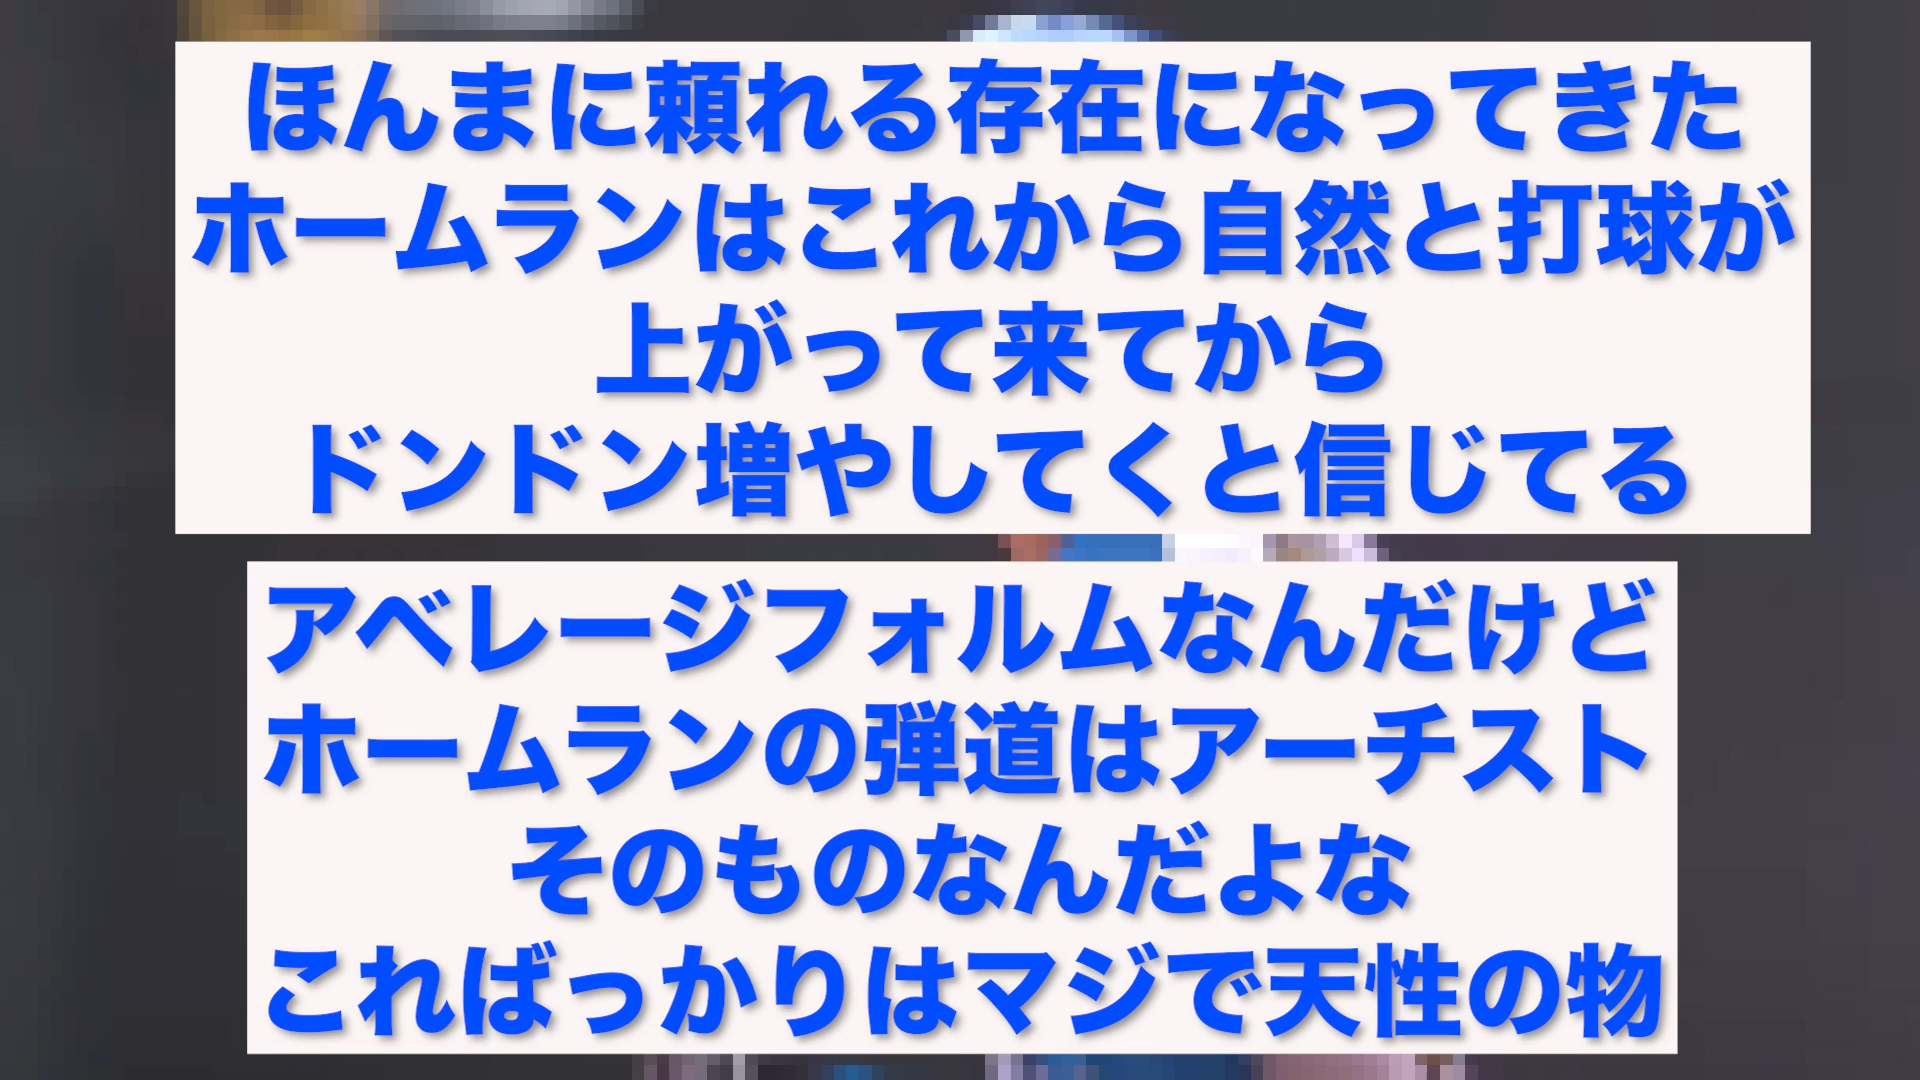 ほんまに頼れる存在になってきた
ホームランはこれから自然と打球が
上がって来てから
ドンドン増やしてくと信じてる
アベレージフォルムなんだけど
ホームランの弾道はアーチスト
そのものなんだよな
こればっかりはマジで天性の物